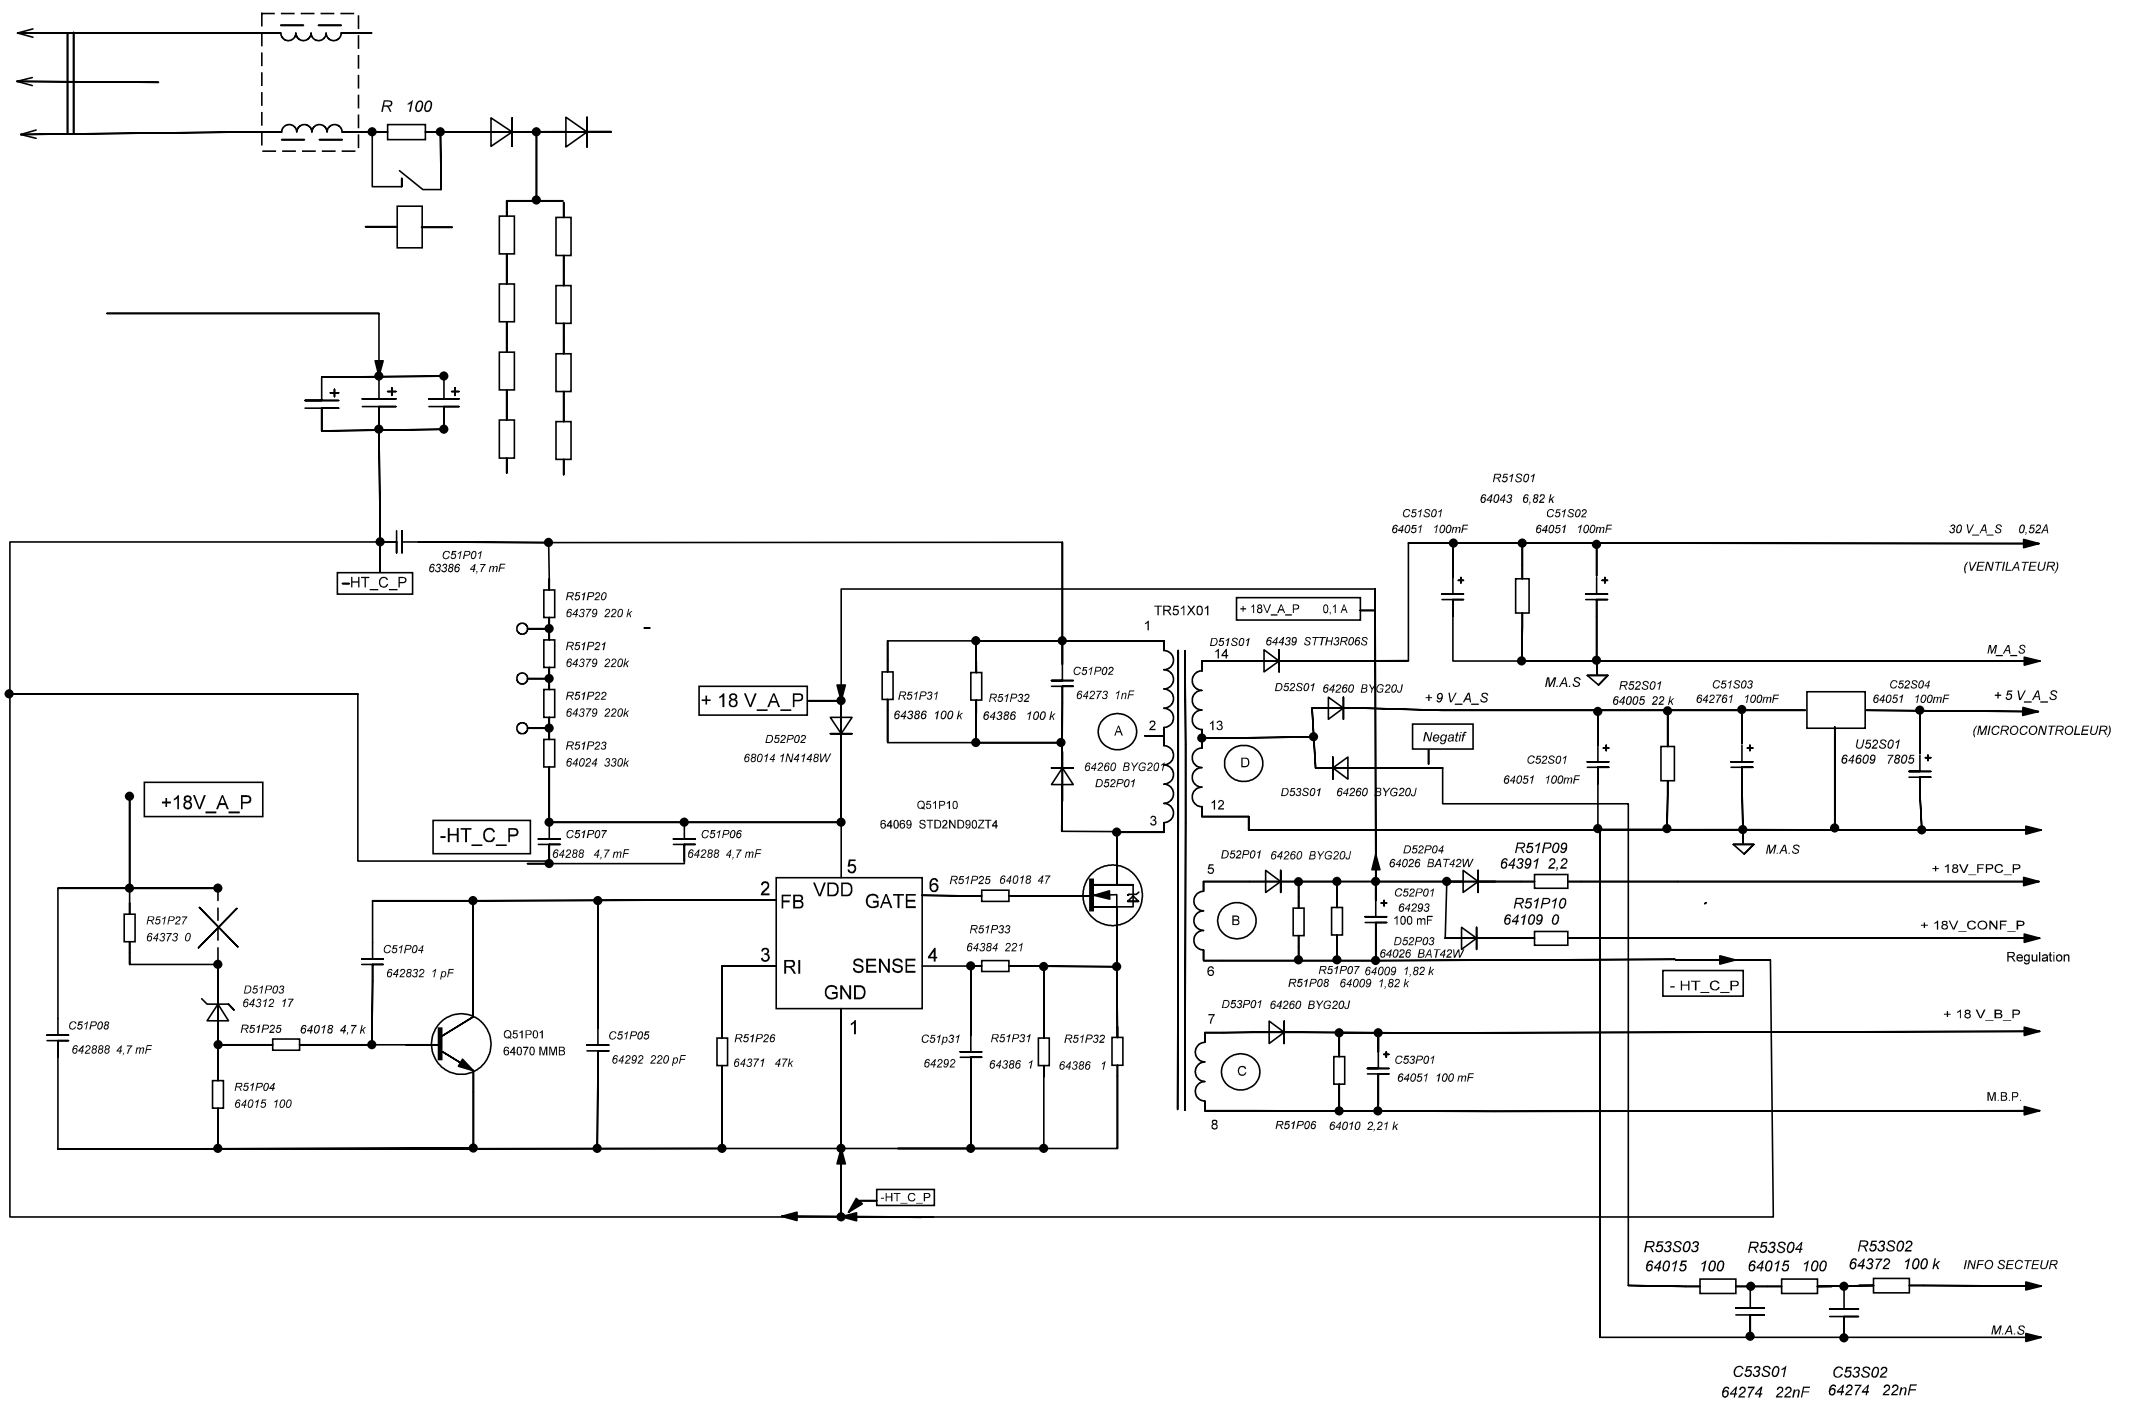 R 100
C51P01
63386 4,7 mF
–HT_C_P
R51P20
64379 220 k
R51P21
64379 220k
R51P22
64379 220k
R51P23
64024 330k
+ 18 V_A_P
D52P02
68014 1N4148W
-HT_C_P
C51P07
64288 4,7 mF
C51P06
64288 4,7 mF
+18V_A_P
R51P27
64373 0
D51P03
64312 17
C51P08
642888 4,7 mF
R51P25 64018 4,7 k
R51P04
64015 100
C51P04
642832 1 pF
Q51P01
64070 MMB
C51P05
64292 220 pF
R51P26
64371 47k
2
FB
VDD
5
GATE
6
3
RI
SENSE
4
GND
1
R51P25 64018 47
R51P33
64384 221
C51p31
64292
R51P31
64386 1
R51P32
64386 1
-HT_C_P
R51P31
64386 100 k
R51P32
64386 100 k
C51P02
64273 1nF
A
64260 BYG201
D52P01
Q51P10
64069 STD2ND90ZT4
TR51X01
1
2
3
+ 18V_A_P 0,1 A
D51S01 64439 STTH3R06S
14
D52S01 64260 BYG20J
13
D
12
D53S01 64260 BYG20J
+ 9 V_A_S
Negatif
R51S01
64043 6,82 k
C51S01
64051 100mF
C51S02
64051 100mF
30 V_A_S 0,52A
(VENTILATEUR)
M_A_S
M.A.S
R52S01
64005 22 k
C51S03
642761 100mF
C52S04
64051 100mF
+ 5 V_A_S
(MICROCONTROLEUR)
C52S01
64051 100mF
U52S01
64609 7805
M.A.S
5
D52P01 64260 BYG20J
D52P04
64026 BAT42W
R51P09
64391 2,2
+ 18V_FPC_P
C52P01
64293
100 mF
R51P10
64109 0
+ 18V_CONF_P
B
D52P03
64026 BAT42W
Regulation
6
R51P07 64009 1,82 k
R51P08 64009 1,82 k
- HT_C_P
7
D53P01 64260 BYG20J
+ 18 V_B_P
C
C53P01
64051 100 mF
M.B.P.
8
R51P06 64010 2,21 k
R53S03
64015 100
R53S04
64015 100
R53S02
64372 100 k
INFO SECTEUR
M.A.S
C53S01
64274 22nF
C53S02
64274 22nF